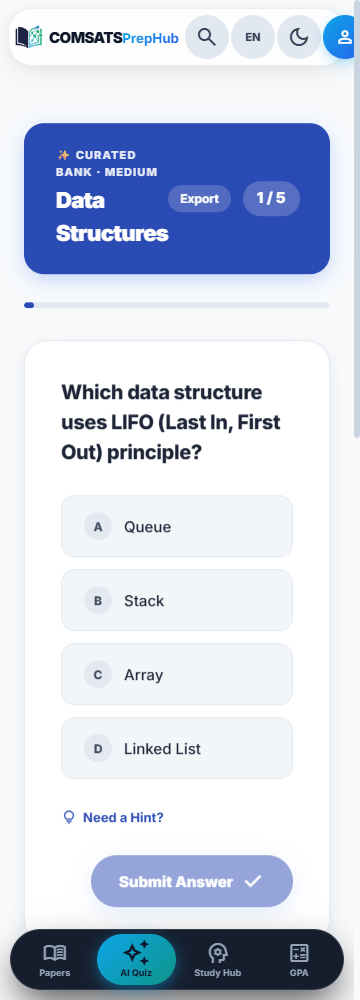 COMSATSPrepHub
EN
✨ CURATED
BANK · MEDIUM
Data
Structures
Export
1 / 5
Which data structure
uses LIFO (Last In, First
Out) principle?
A Queue
B Stack
C Array
D Linked List
Need a Hint?
Submit Answer
Papers
AI Quiz
Study Hub
GPA